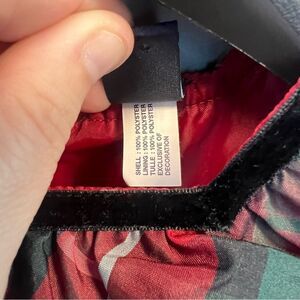 SHELL : 100% POLYESTER
LINING : 100% POLYESTER
TULLE : 100% POLYESTER
EXCLUSIVE OF
DECORATION